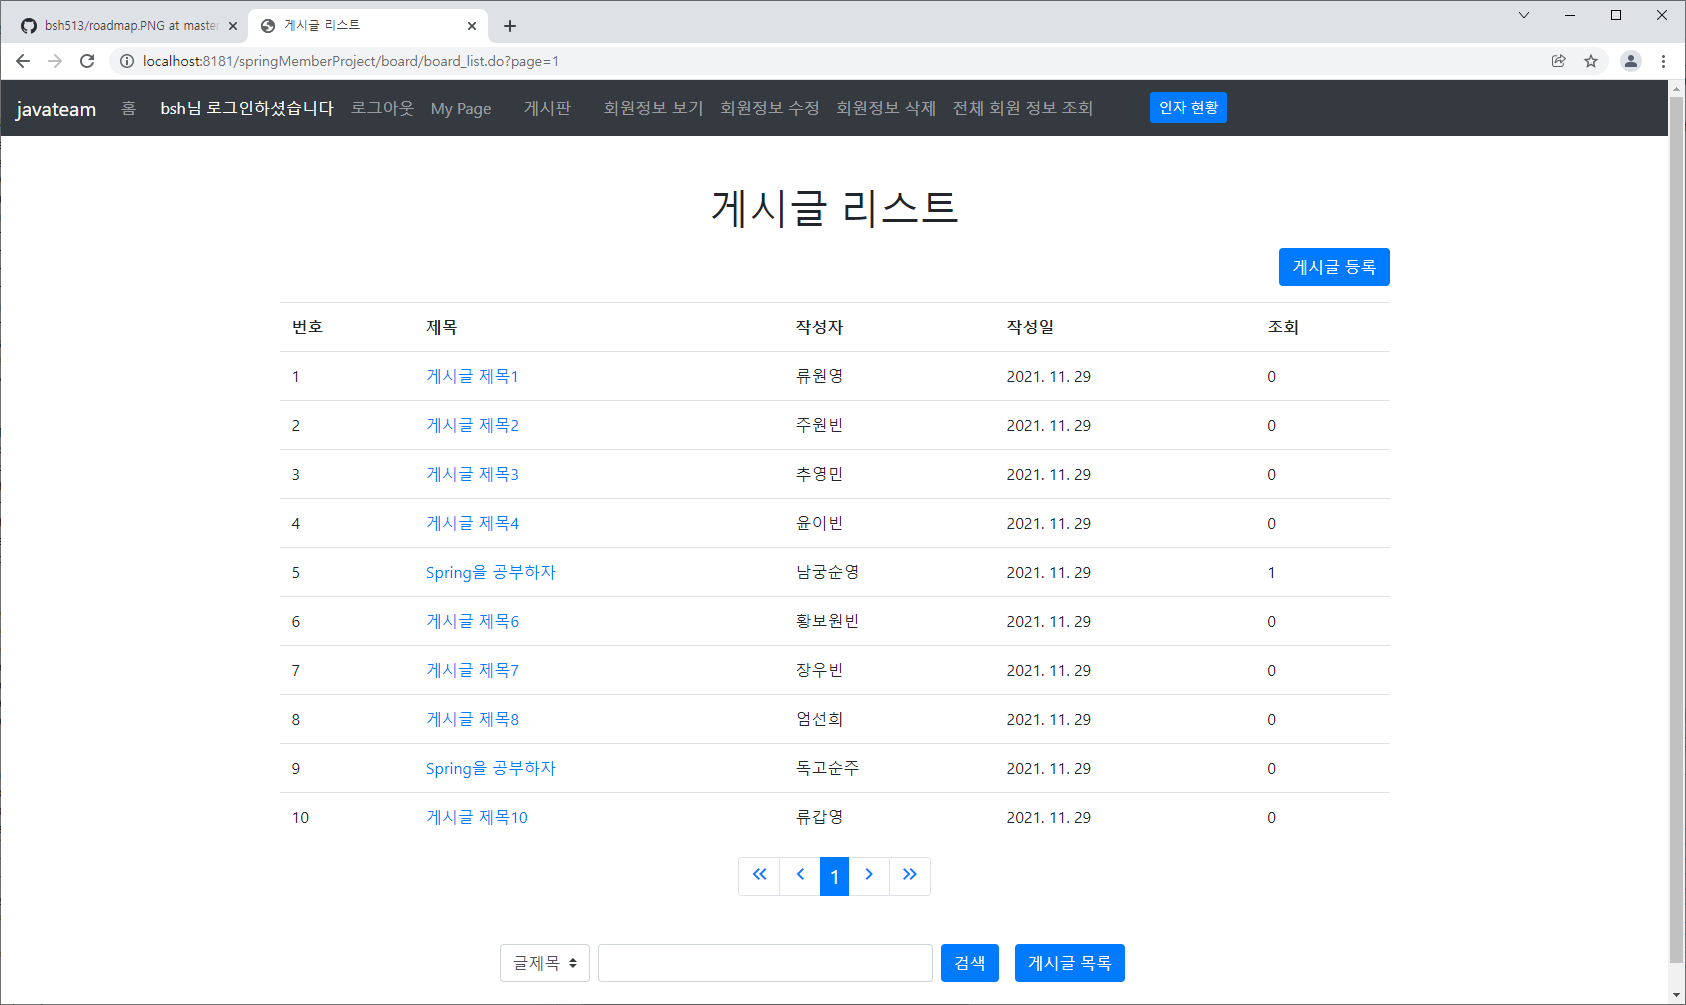 bsh513/roadmap.PNG at master
게시글 리스트
localhost:8181/springMemberProject/board/board_list.do?page=1
javateam 홈 bsh님 로그인하셨습니다 로그아웃 My Page 게시판 회원정보 보기 회원정보 수정 회원정보 삭제 전체 회원 정보 조회 인자 현황
게시글 리스트
게시글 등록
번호 제목 작성자 작성일 조회
1 게시글 제목1 류원영 2021. 11. 29 0
2 게시글 제목2 주원빈 2021. 11. 29 0
3 게시글 제목3 추영민 2021. 11. 29 0
4 게시글 제목4 윤이빈 2021. 11. 29 0
5 Spring을 공부하자 남궁순영 2021. 11. 29 1
6 게시글 제목6 황보원빈 2021. 11. 29 0
7 게시글 제목7 장우빈 2021. 11. 29 0
8 게시글 제목8 엄선희 2021. 11. 29 0
9 Spring을 공부하자 독고순주 2021. 11. 29 0
10 게시글 제목10 류갑영 2021. 11. 29 0
« ‹ 1 › »
글제목 검색 게시글 목록